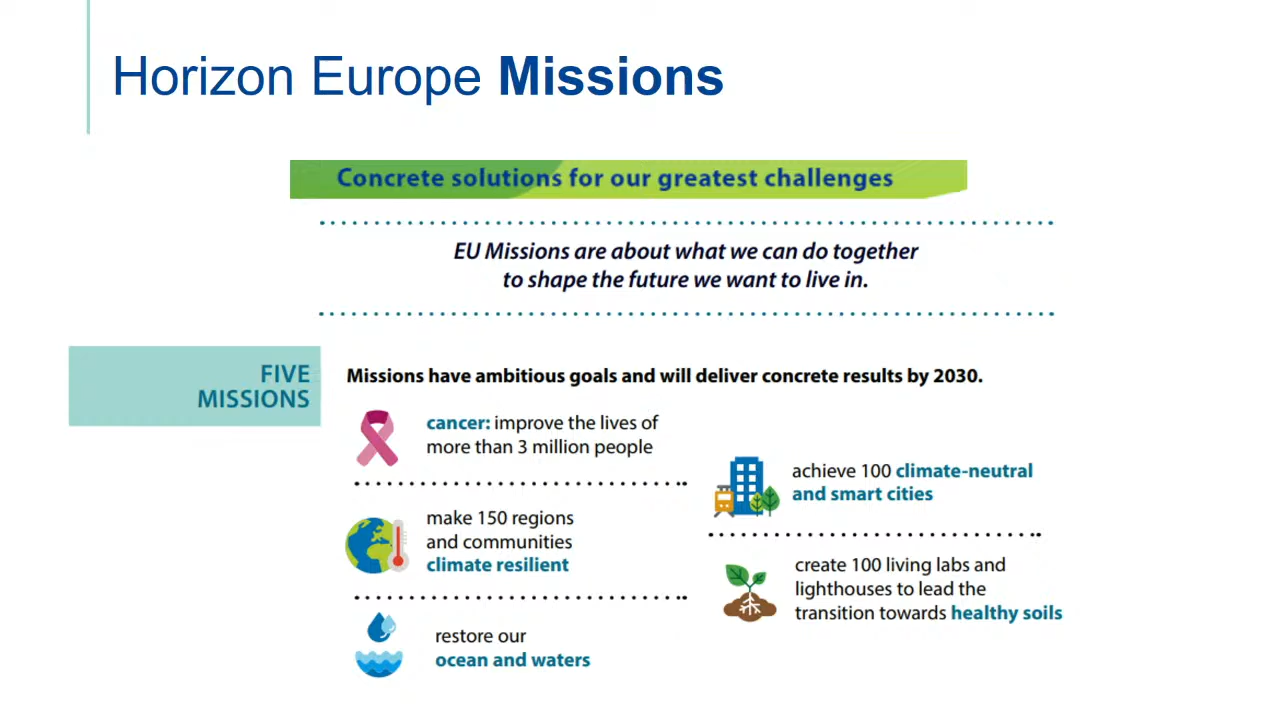 Horizon Europe Missions
Concrete solutions for our greatest challenges
EU Missions are about what we can do together
to shape the future we want to live in.
FIVE
MISSIONS
Missions have ambitious goals and will deliver concrete results by 2030.
cancer: improve the lives of
more than 3 million people
make 150 regions
and communities
climate resilient
restore our
ocean and waters
achieve 100 climate-neutral
and smart cities
create 100 living labs and
lighthouses to lead the
transition towards healthy soils